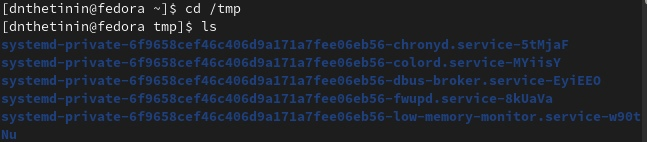 [dnthetinin@fedora ~]$ cd /tmp
[dnthetinin@fedora tmp]$ ls
systemd-private-6f9658cef46c406d9a171a7fee06eb56-chronyd.service-5tMjaF
systemd-private-6f9658cef46c406d9a171a7fee06eb56-colord.service-MYiisY
systemd-private-6f9658cef46c406d9a171a7fee06eb56-dbus-broker.service-EyiEEO
systemd-private-6f9658cef46c406d9a171a7fee06eb56-fwupd.service-8kUaVa
systemd-private-6f9658cef46c406d9a171a7fee06eb56-low-memory-monitor.service-w90t
Nu